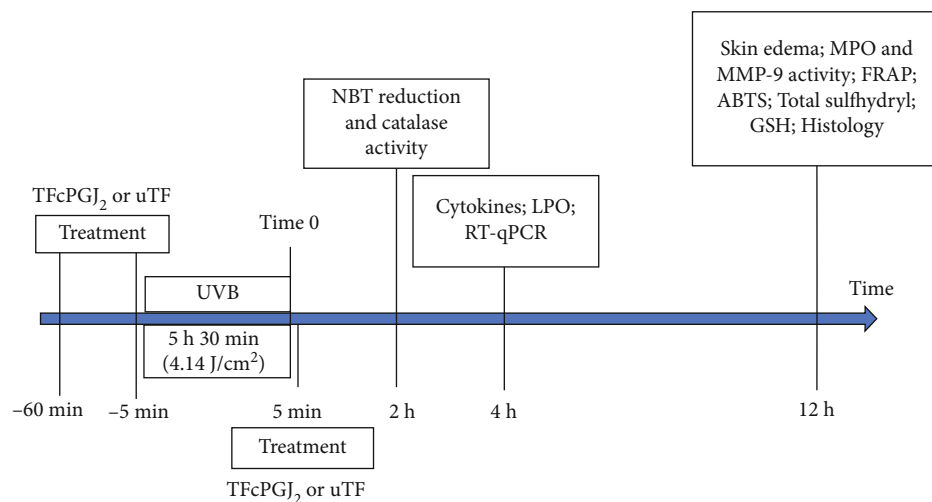 Skin edema; MPO and
MMP-9 activity; FRAP;
ABTS; Total sulfhydryl;
GSH; Histology
NBT reduction
and catalase
activity
Cytokines; LPO;
RT-qPCR
TFcPGJ₂ or uTF
Treatment
Time 0
UVB
Time
5 h 30 min
(4.14 J/cm²)
–60 min
–5 min
5 min
2 h
4 h
12 h
Treatment
TFcPGJ₂ or uTF